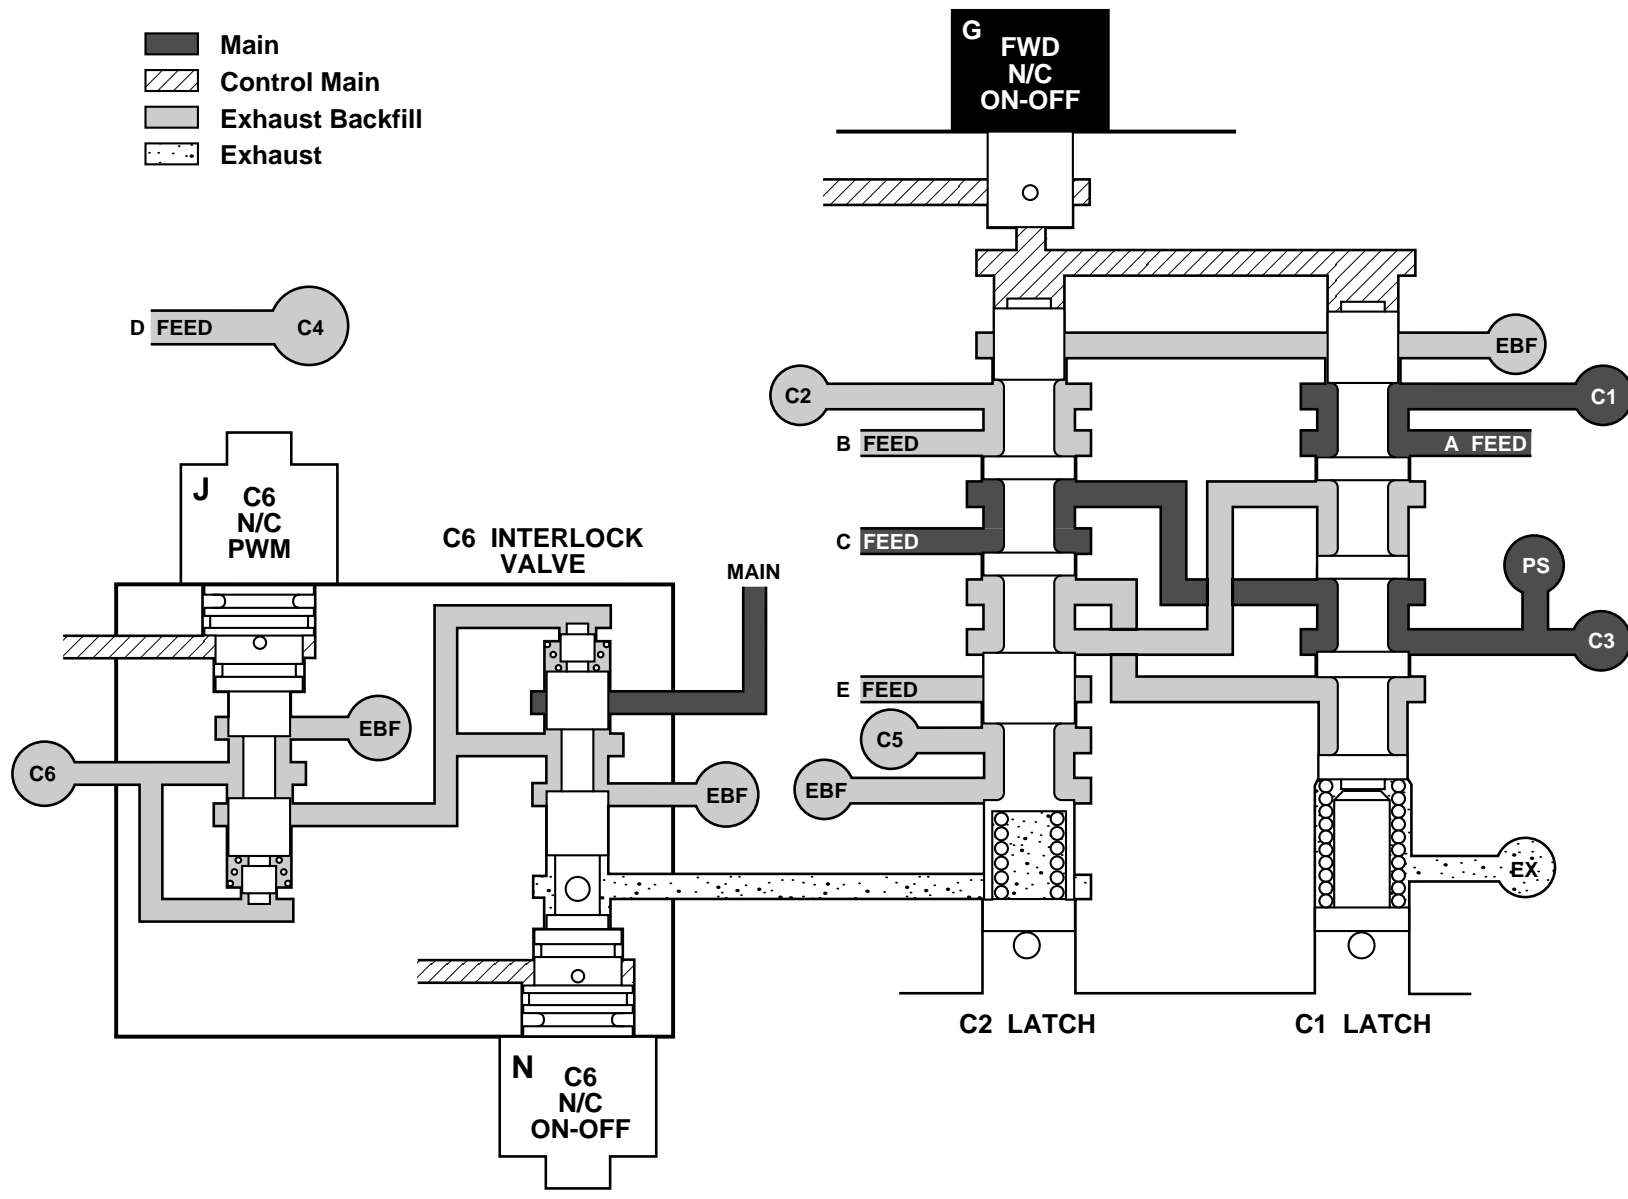 Main
Control Main
Exhaust Backfill
Exhaust
G
FWD
N/C
ON-OFF
D FEED
C4
EBF
C2
C1
B FEED
A FEED
J
C6
N/C
PWM
C6 INTERLOCK
VALVE
MAIN
C FEED
PS
C3
E FEED
C5
EBF
EBF
C6
EBF
EX
C2 LATCH
C1 LATCH
N
C6
N/C
ON-OFF